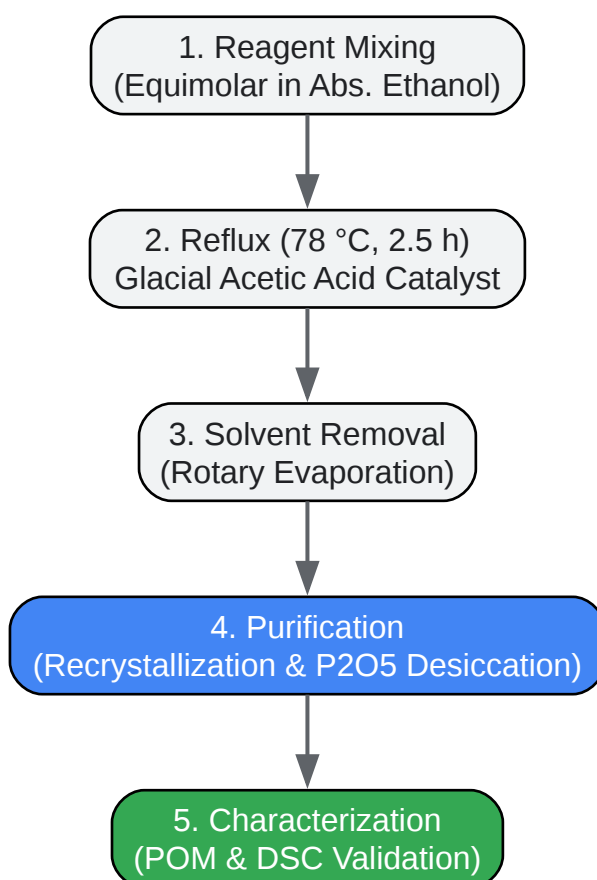 1. Reagent Mixing
(Equimolar in Abs. Ethanol)
2. Reflux (78 °C, 2.5 h)
Glacial Acetic Acid Catalyst
3. Solvent Removal
(Rotary Evaporation)
4. Purification
(Recrystallization & P2O5 Desiccation)
5. Characterization
(POM & DSC Validation)